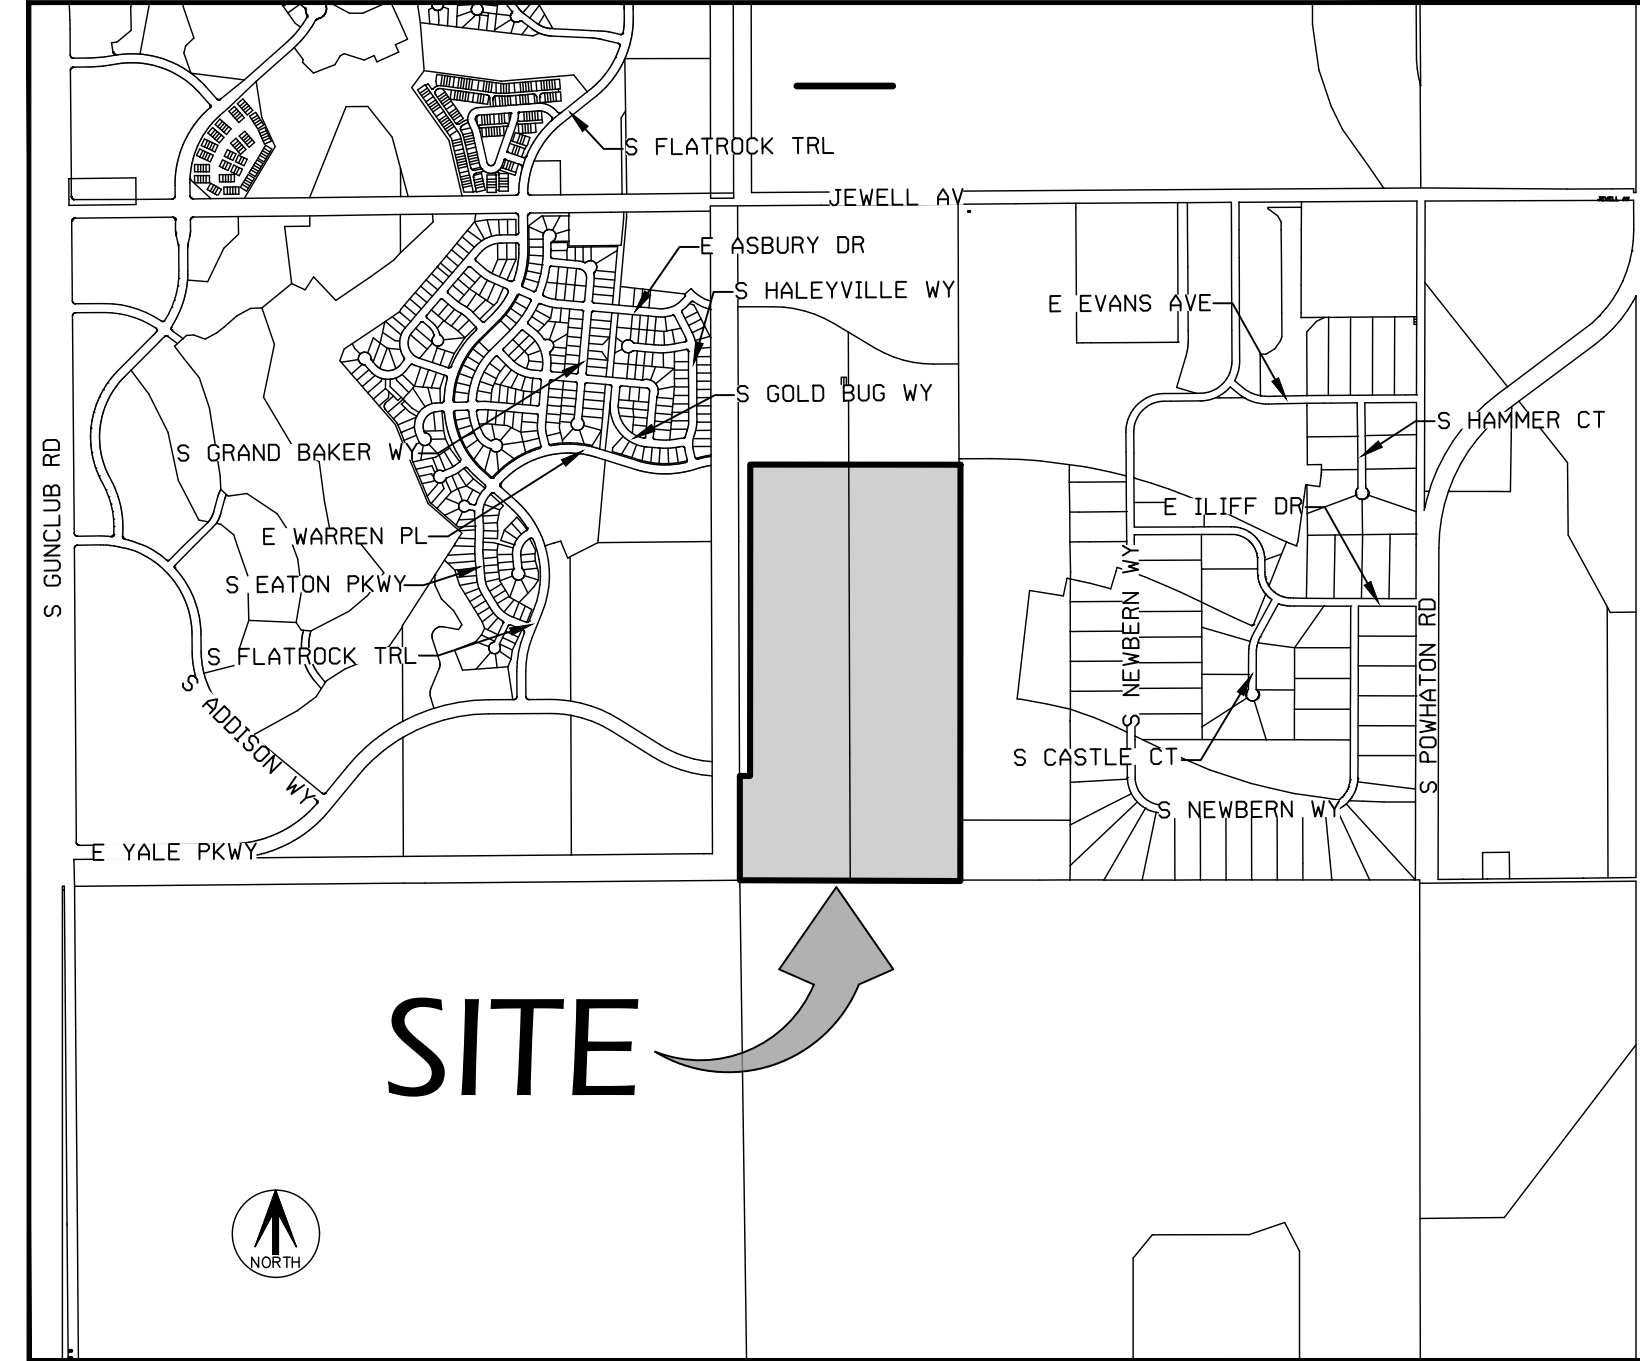 S FLATROCK TRL
JEWELL AV
JEWELL AV
E ASBURY DR
S HALEYVILLE WY
E EVANS AVE
S GOLD BUG WY
S HAMMER CT
S GRAND BAKER WY
E ILIFF DR
S GUNCLUB RD
E WARREN PL
S EATON PKWY
S NEWBERN WY
S FLATROCK TRL
S POWHATON RD
S ADDISON WY
S CASTLE CT
S NEWBERN WY
E YALE PKWY
SITE
NORTH